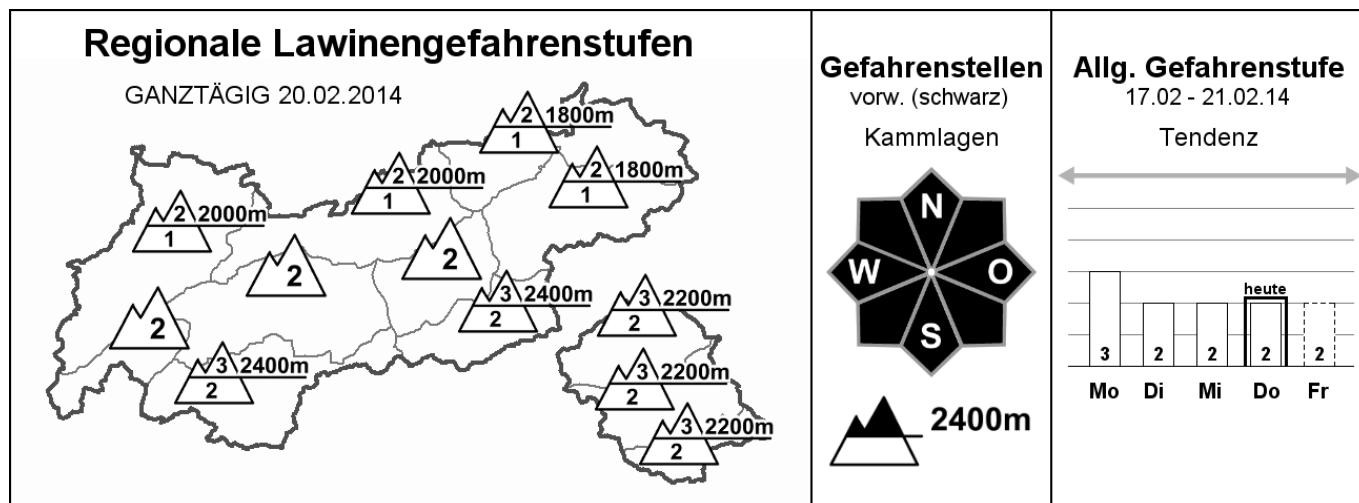 Regionale Lawinengefahrenstufen
GANZTÄGIG 20.02.2014
2 1800m
1
2 1800m
1
2 2000m
1
2 2000m
1
2
2
2
3 2400m
2
3 2400m
2
3 2200m
2
3 2200m
2
3 2200m
2
Gefahrenstellen
vorw. (schwarz)
Kammlagen
N
W O
S
2400m
Allg. Gefahrenstufe
17.02 - 21.02.14
Tendenz
heute
3 2 2 2 2
Mo Di Mi Do Fr